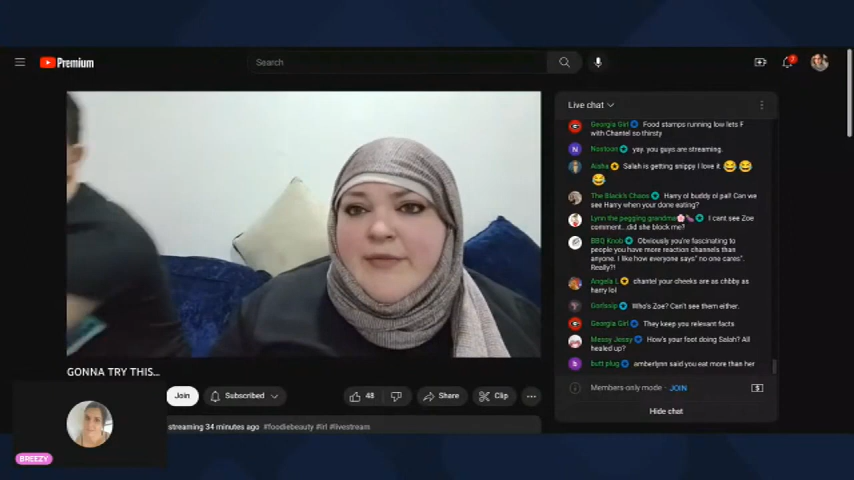 Premium
Search
2
Live chat
Georgia Girl Food stamps running low lets F
with Chantel so thirsty
yay. you guys are streaming.
Aisha Salah is getting snippy I love it
The Black's Chaos Harry ol buddy ol pal! Can we
see Harry when your done eating?
Lynn the pegging grandma I cant see Zoe
comment...did she block me?
BBQ Knob Obviously you're fascinating to
people you have more reaction channels than
anyone. I like how everyone says" no one cares".
Really?!
Angela L chantel your cheeks are as chbby as
harry lol
Who's Zoe? Can't see them either.
Georgia Girl They keep you relevant facts
Messy Jessy How's your foot doing Salah? All
healed up?
butt plug amberlynn said you eat more than her
Members-only mode · JOIN
Hide chat
GONNA TRY THIS...
Join
Subscribed
48
Share
Clip
streaming 34 minutes ago #foodiebeauty #irl #livestream
BREEZY